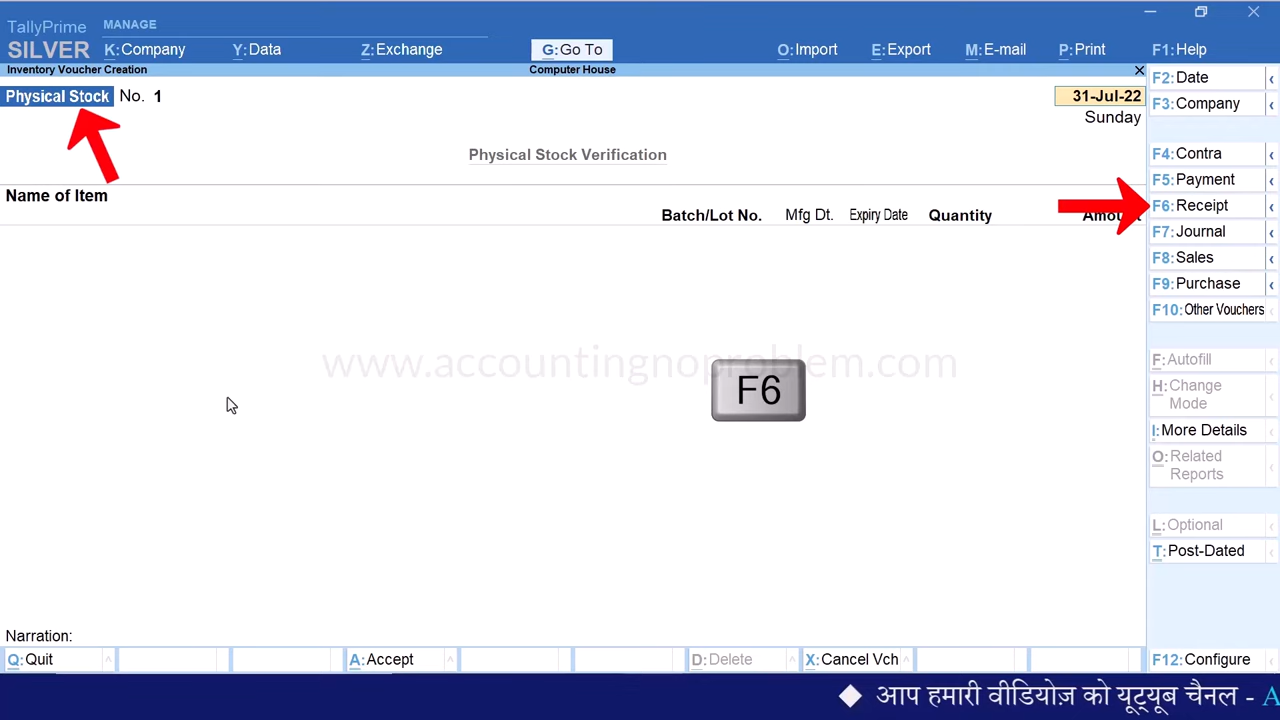 TallyPrime MANAGE
SILVER K:Company Y:Data Z:Exchange G:Go To O:Import E:Export M:E-mail P:Print F1:Help
Inventory Voucher Creation Computer House
Physical Stock No. 1 31-Jul-22
Sunday
Physical Stock Verification
Name of Item
Batch/Lot No. Mfg Dt. Expiry Date Quantity
F2:Date
F3:Company
F4:Contra
F5:Payment
F6:Receipt
F7:Journal
F8:Sales
F9:Purchase
F10:Other Vouchers
F:Autofill
H:Change
Mode
I:More Details
O:Related
Reports
L:Optional
T:Post-Dated
www.accountingnoproblem.com
F6
Narration:
Q:Quit A:Accept D:Delete X:Cancel Vch F12:Configure
आप हमारी वीडियोज़ को यूट्यूब चैनल -